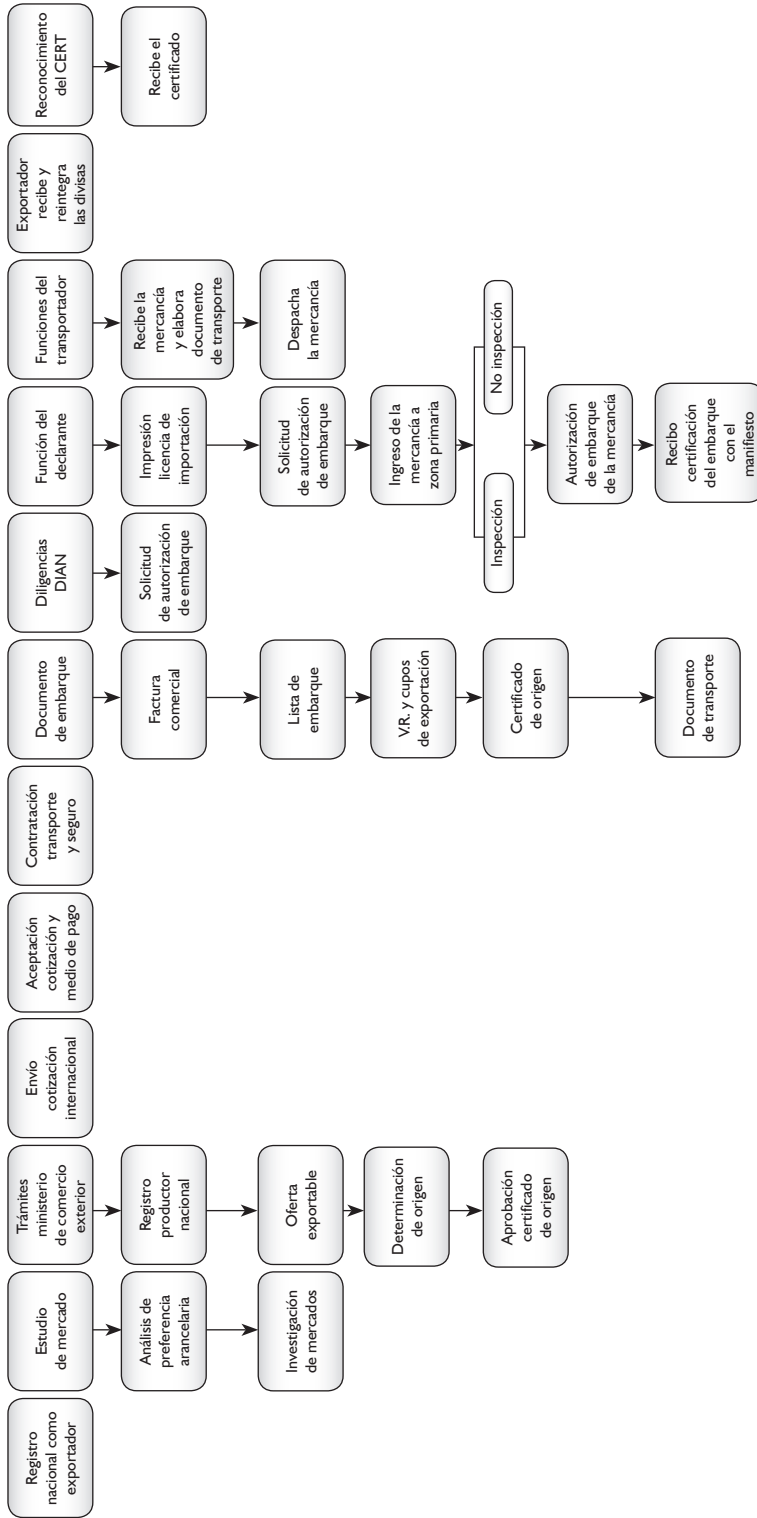 Registro
nacional como
exportador
Estudio
de mercado
Análisis de
preferencia
arancelaria
Investigación
de mercados
Trámites
ministerio
de comercio
exterior
Registro
productor
nacional
Oferta
exportable
Determinación
de origen
Aprobación
certificado
de origen
Envío
cotización
internacional
Aceptación
cotización y
medio de pago
Contratación
transporte
y seguro
Documento
de embarque
Factura
comercial
Lista de
embarque
V.R. y cupos
de exportación
Certificado
de origen
Documento
de transporte
Diligencias
DIAN
Solicitud
de autorización
de embarque
Función del
declarante
Impresión
licencia de
importación
Solicitud
de autorización
de embarque
Ingreso de la
mercancía a
zona primaria
Inspección
No inspección
Autorización
de embarque
de la mercancía
Recibo
certificación
del embarque
con el
manifiesto
Funciones del
transportador
Recibe la
mercancía
y elabora
documento
de transporte
Despacha
la mercancía
Exportador
recibe y
reintegra
las divisas
Reconocimiento
del CERT
Recibe el
certificado